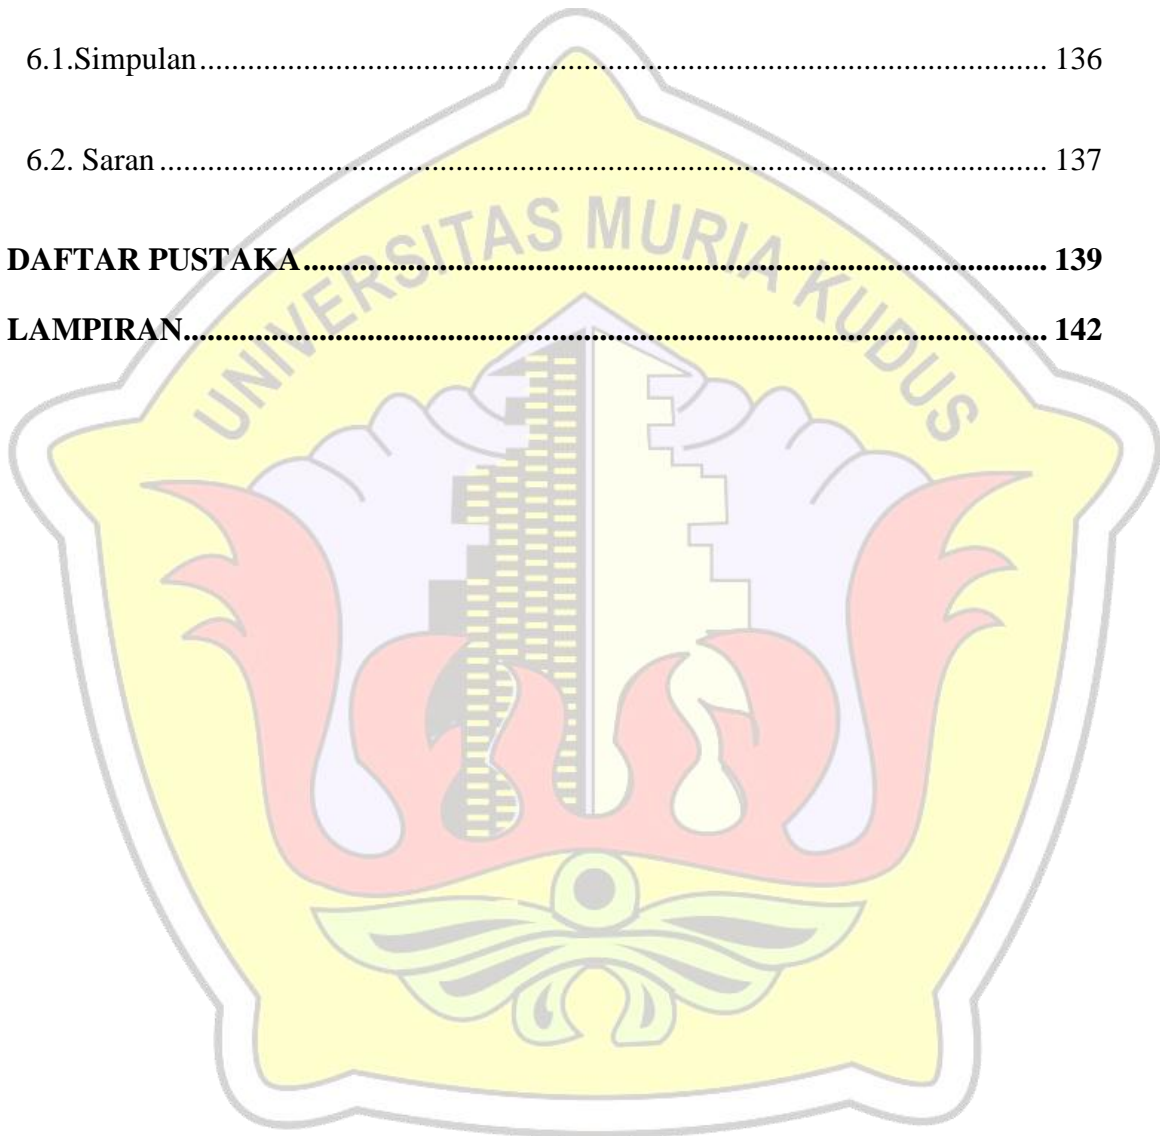 6.1.Simpulan.......................................................................................................... 136
6.2. Saran ............................................................................................................... 137
DAFTAR PUSTAKA............................................................................................. 139
LAMPIRAN............................................................................................................ 142
UNIVERSITAS MURIA KUDUS